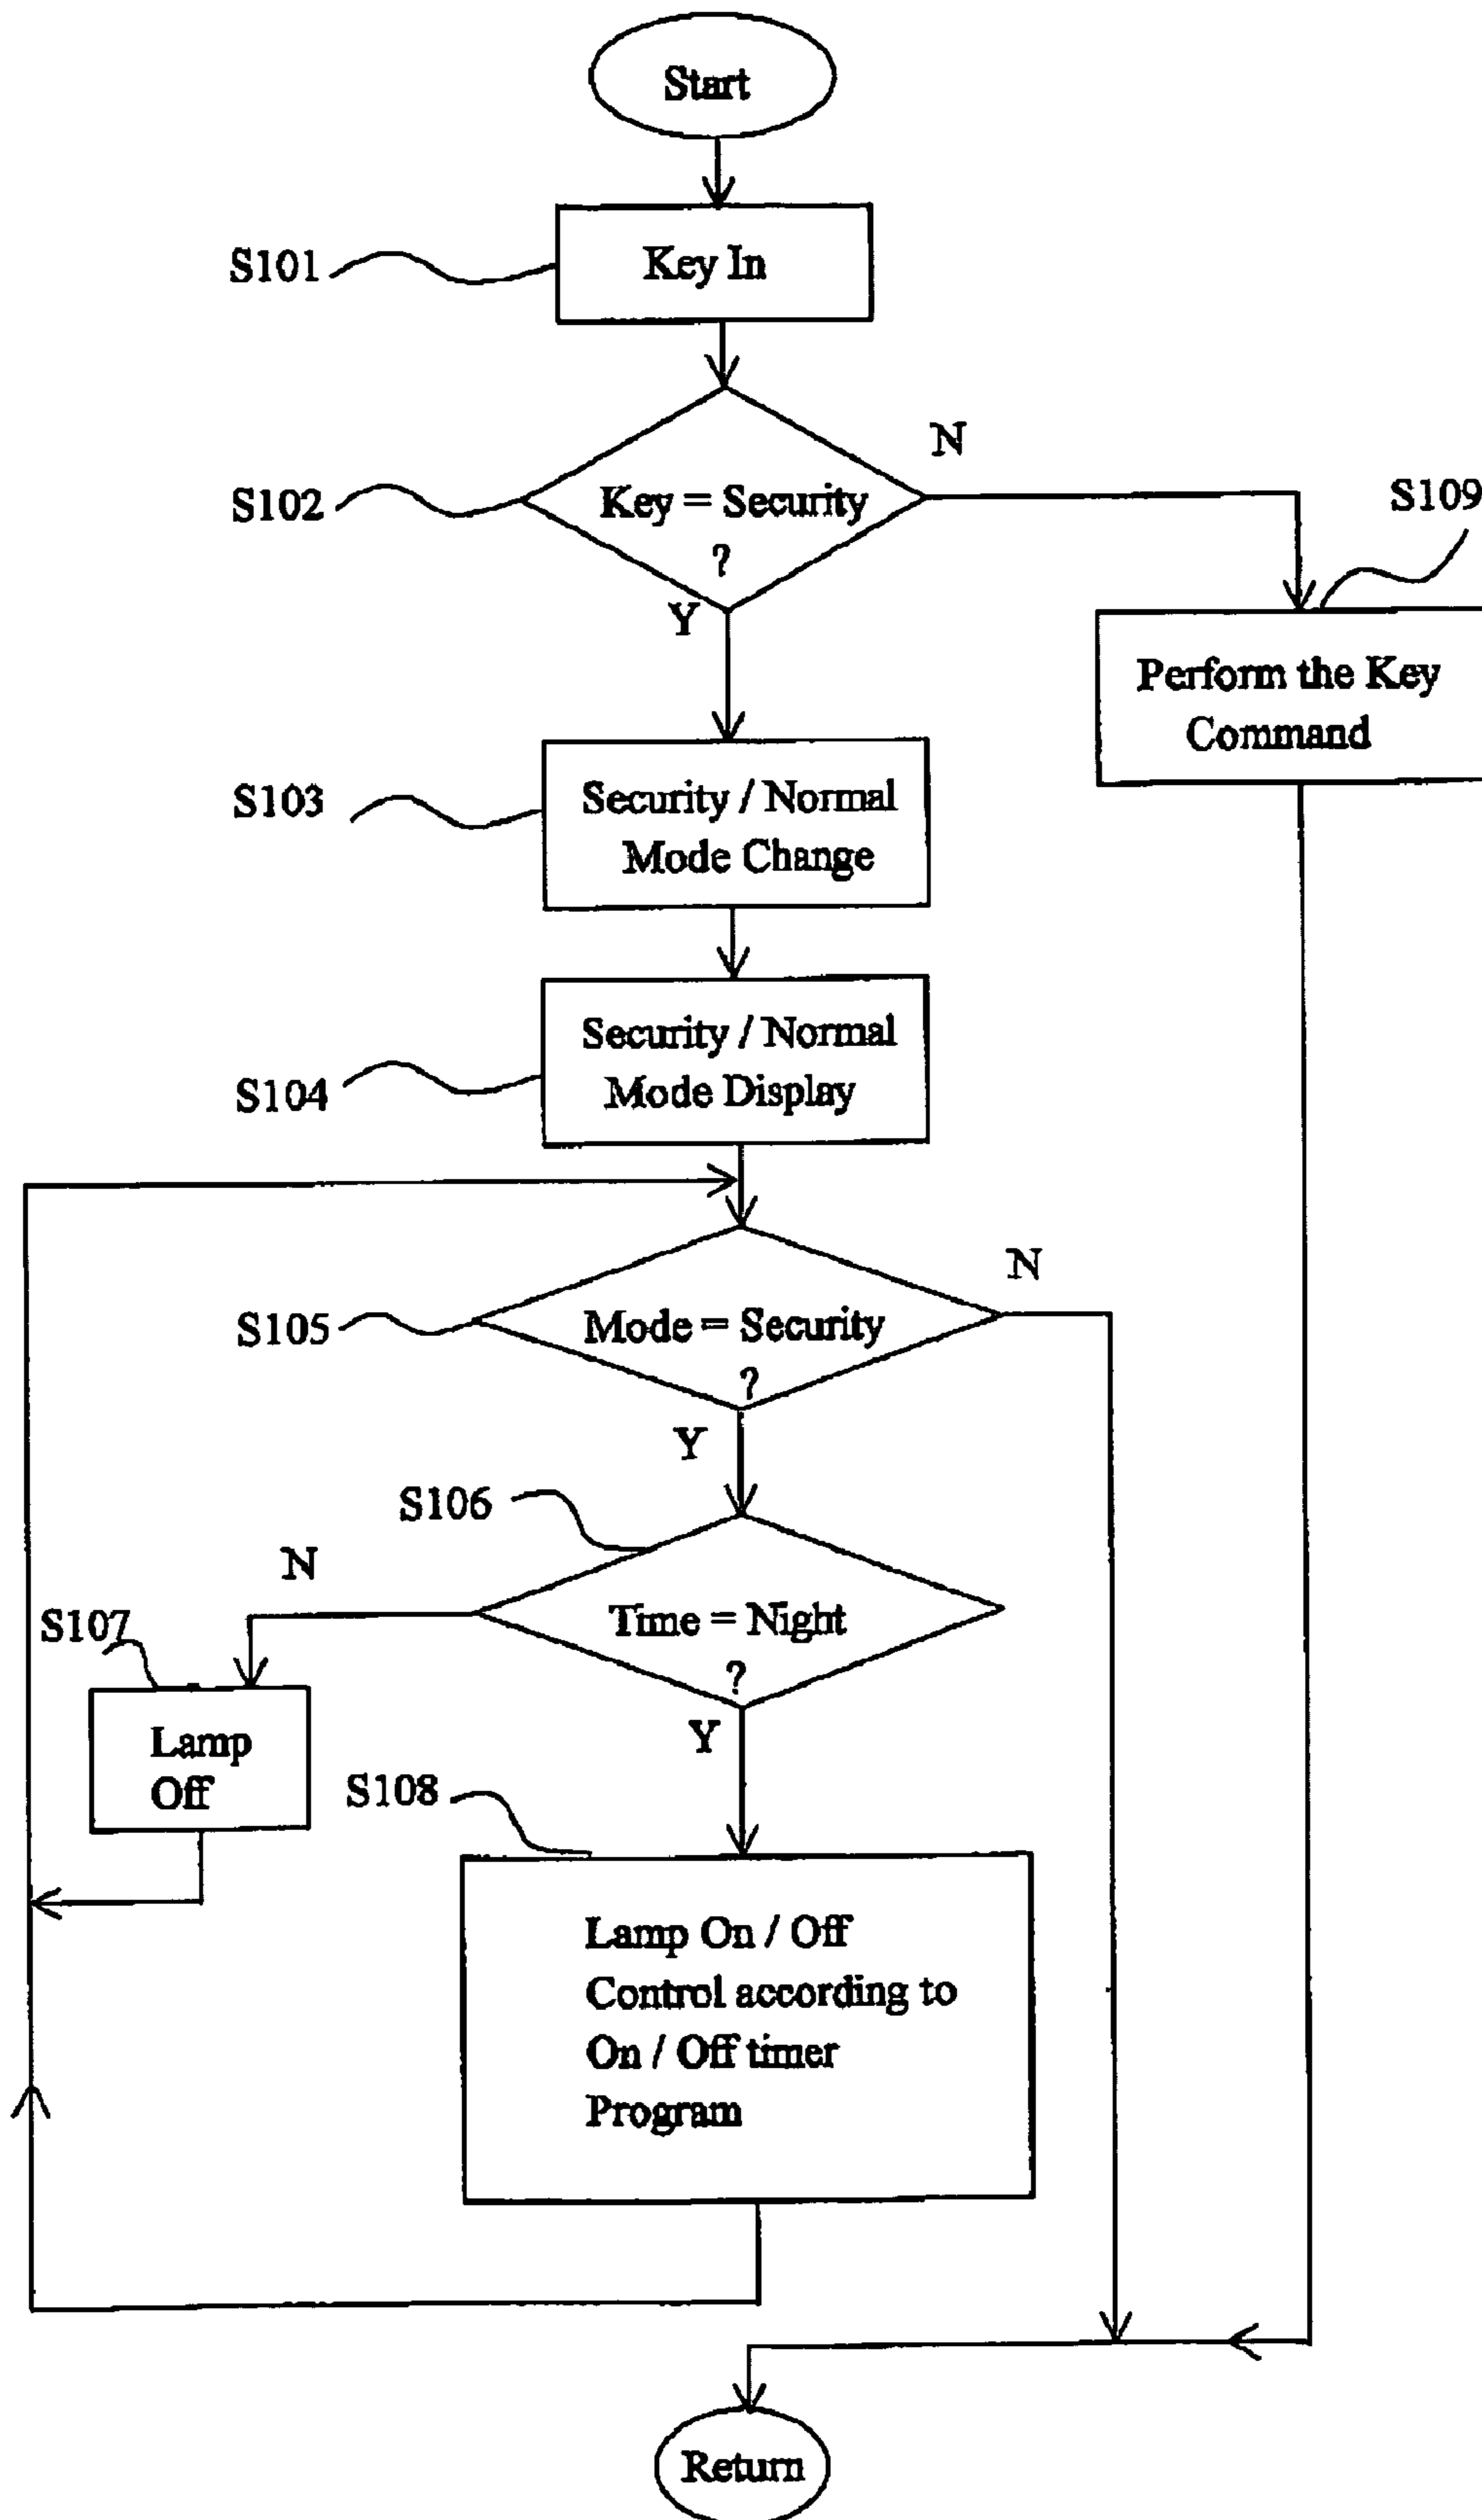 Start
S101
Key In
N
S102
Key = Security
?
S109
Y
Perform the Key
Command
S103
Security / Normal
Mode Change
S104
Security / Normal
Mode Display
N
S105
Mode = Security
?
Y
S106
N
S107
Time = Night
?
Y
Lamp
Off
S108
Lamp On / Off
Control according to
On / Off timer
Program
Return